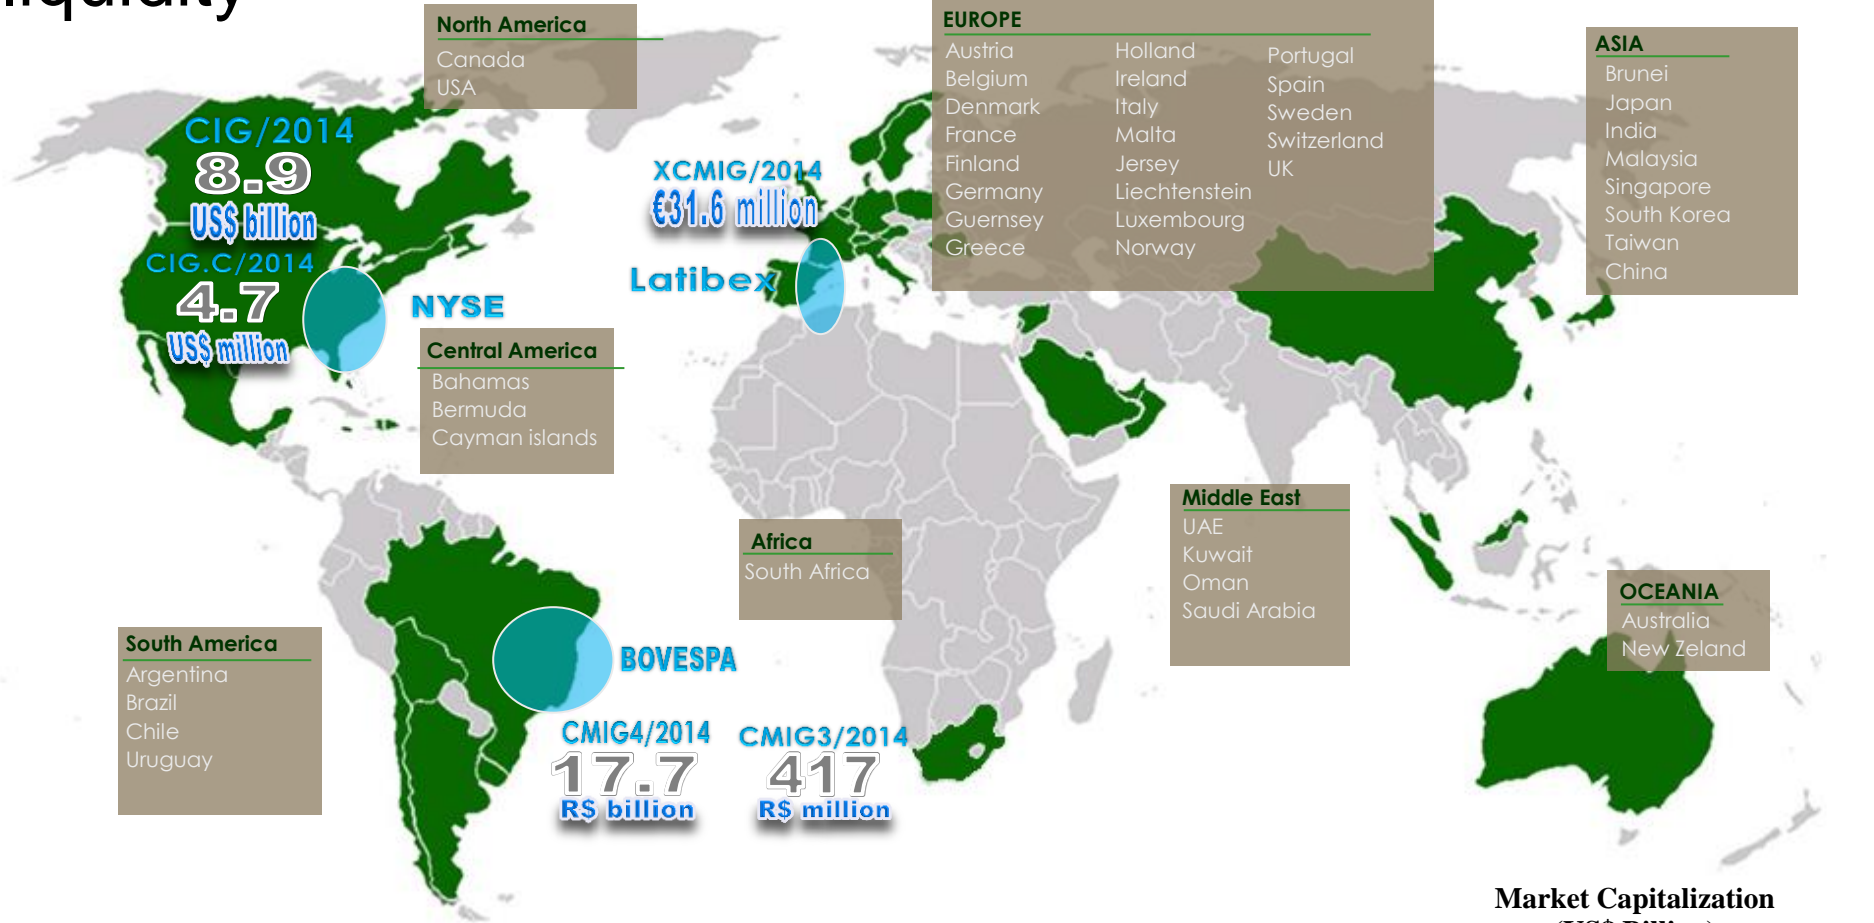 liquidity
North America
Canada
USA
EUROPE
Austria
Belgium
Denmark
France
Finland
Germany
Guernsey
Greece
Holland
Ireland
Italy
Malta
Jersey
Liechtenstein
Luxembourg
Norway
Portugal
Spain
Sweden
Switzerland
UK
ASIA
Brunei
Japan
India
Malaysia
Singapore
South Korea
Taiwan
China
CIG/2014
8.9
US$ billion
CIG.C/2014
4.7
US$ million
NYSE
XCMIG/2014
€31.6 million
Latibex
Central America
Bahamas
Bermuda
Cayman islands
Africa
South Africa
Middle East
UAE
Kuwait
Oman
Saudi Arabia
OCEANIA
Australia
New Zeland
South America
Argentina
Brazil
Chile
Uruguay
BOVESPA
CMIG4/2014
17.7
R$ billion
CMIG3/2014
417
R$ million
Market Capitalization
(US$ Billion)